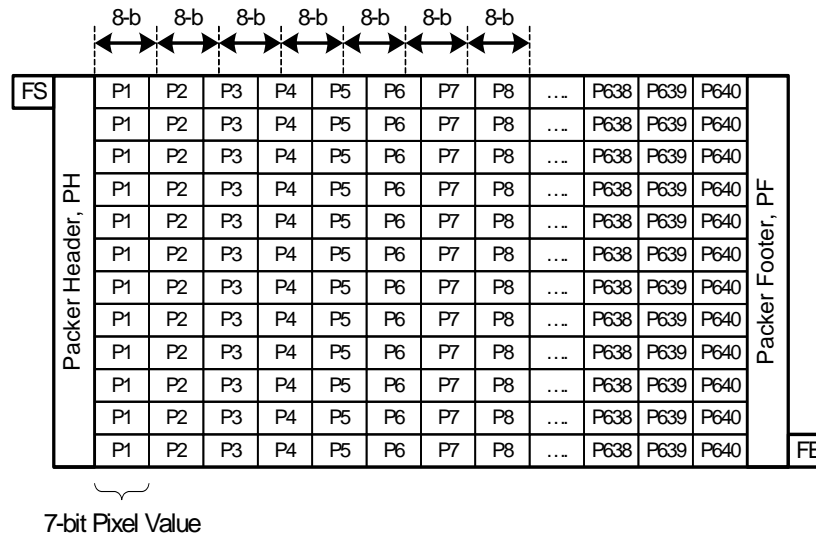 8-b 8-b 8-b 8-b 8-b 8-b 8-b
FS P1 P2 P3 P4 P5 P6 P7 P8 .... P638 P639 P640
P1 P2 P3 P4 P5 P6 P7 P8 .... P638 P639 P640
P1 P2 P3 P4 P5 P6 P7 P8 .... P638 P639 P640
P1 P2 P3 P4 P5 P6 P7 P8 .... P638 P639 P640
P1 P2 P3 P4 P5 P6 P7 P8 .... P638 P639 P640
P1 P2 P3 P4 P5 P6 P7 P8 .... P638 P639 P640
P1 P2 P3 P4 P5 P6 P7 P8 .... P638 P639 P640
P1 P2 P3 P4 P5 P6 P7 P8 .... P638 P639 P640
P1 P2 P3 P4 P5 P6 P7 P8 .... P638 P639 P640
P1 P2 P3 P4 P5 P6 P7 P8 .... P638 P639 P640
P1 P2 P3 P4 P5 P6 P7 P8 .... P638 P639 P640
P1 P2 P3 P4 P5 P6 P7 P8 .... P638 P639 P640 FE
Packer Header, PH
Packer Footer, PF
7-bit Pixel Value